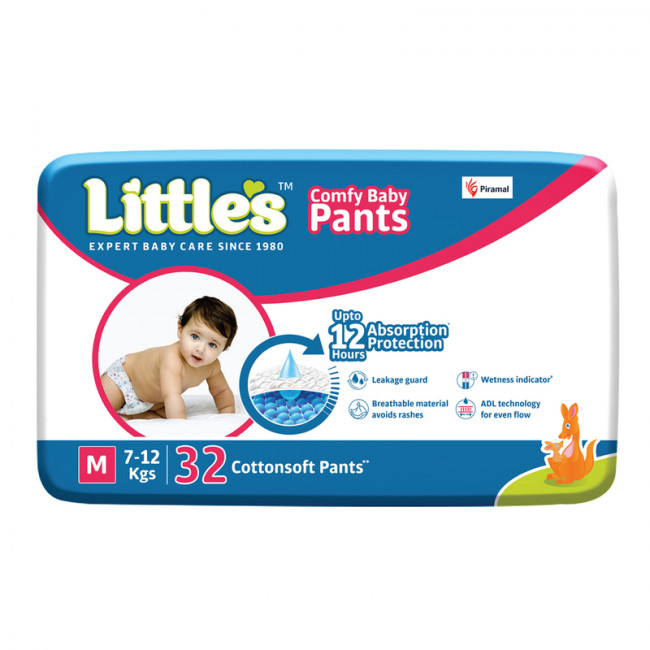 Little's™
EXPERT BABY CARE SINCE 1980
Comfy Baby
Pants
Piramal
Upto
12
Hours
Absorption*
Protection
Leakage guard
Wetness indicator*
Breathable material
avoids rashes
ADL technology
for even flow
M
7-12
Kgs
32
Cottonsoft Pants**